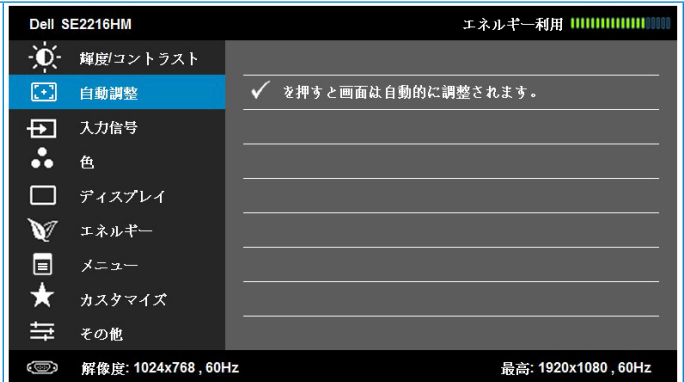 Dell SE2216HM
エネルギー利用
輝度/コントラスト
自動調整
✓ を押すと画面は自動的に調整されます。
入力信号
色
ディスプレイ
エネルギー
メニュー
カスタマイズ
その他
解像度: 1024x768 , 60Hz
最高: 1920x1080 , 60Hz